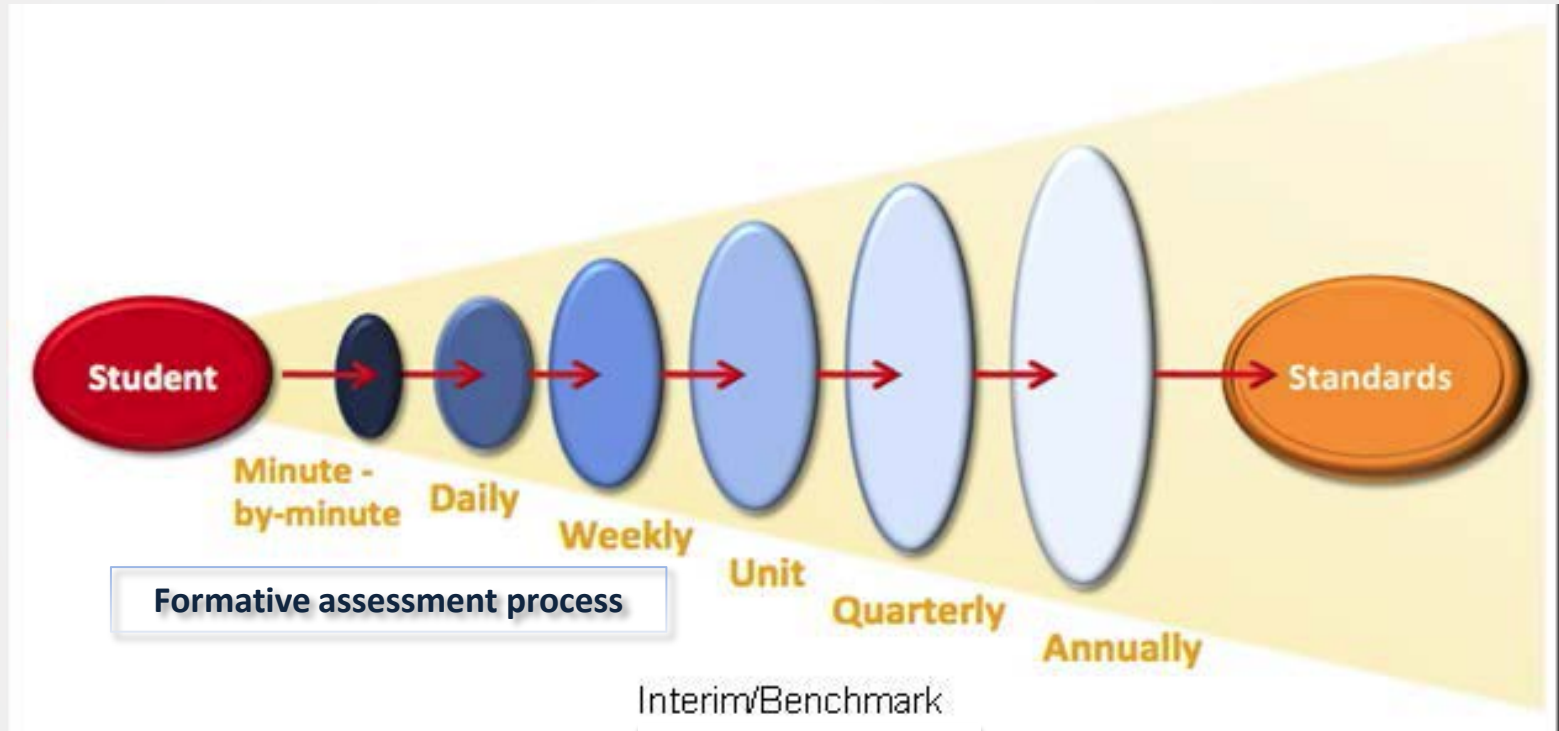 Student
Standards
Minute -
by-minute
Daily
Weekly
Unit
Quarterly
Annually
Formative assessment process
Interim/Benchmark